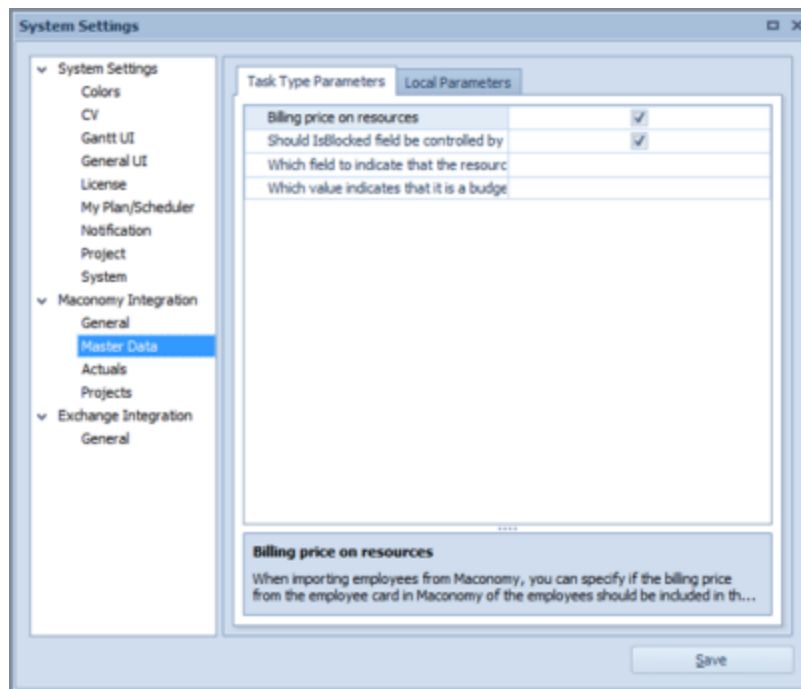 System Settings
System Settings
Colors
CV
Gantt UI
General UI
License
My Plan/Scheduler
Notification
Project
System
Maconomy Integration
General
Master Data
Actuals
Projects
Exchange Integration
General
Task Type Parameters
Local Parameters
Billing price on resources
Should IsBlocked field be controlled by
Which field to indicate that the resourc
Which value indicates that it is a budge
Billing price on resources
When importing employees from Maconomy, you can specify if the billing price
from the employee card in Maconomy of the employees should be included in th...
Save